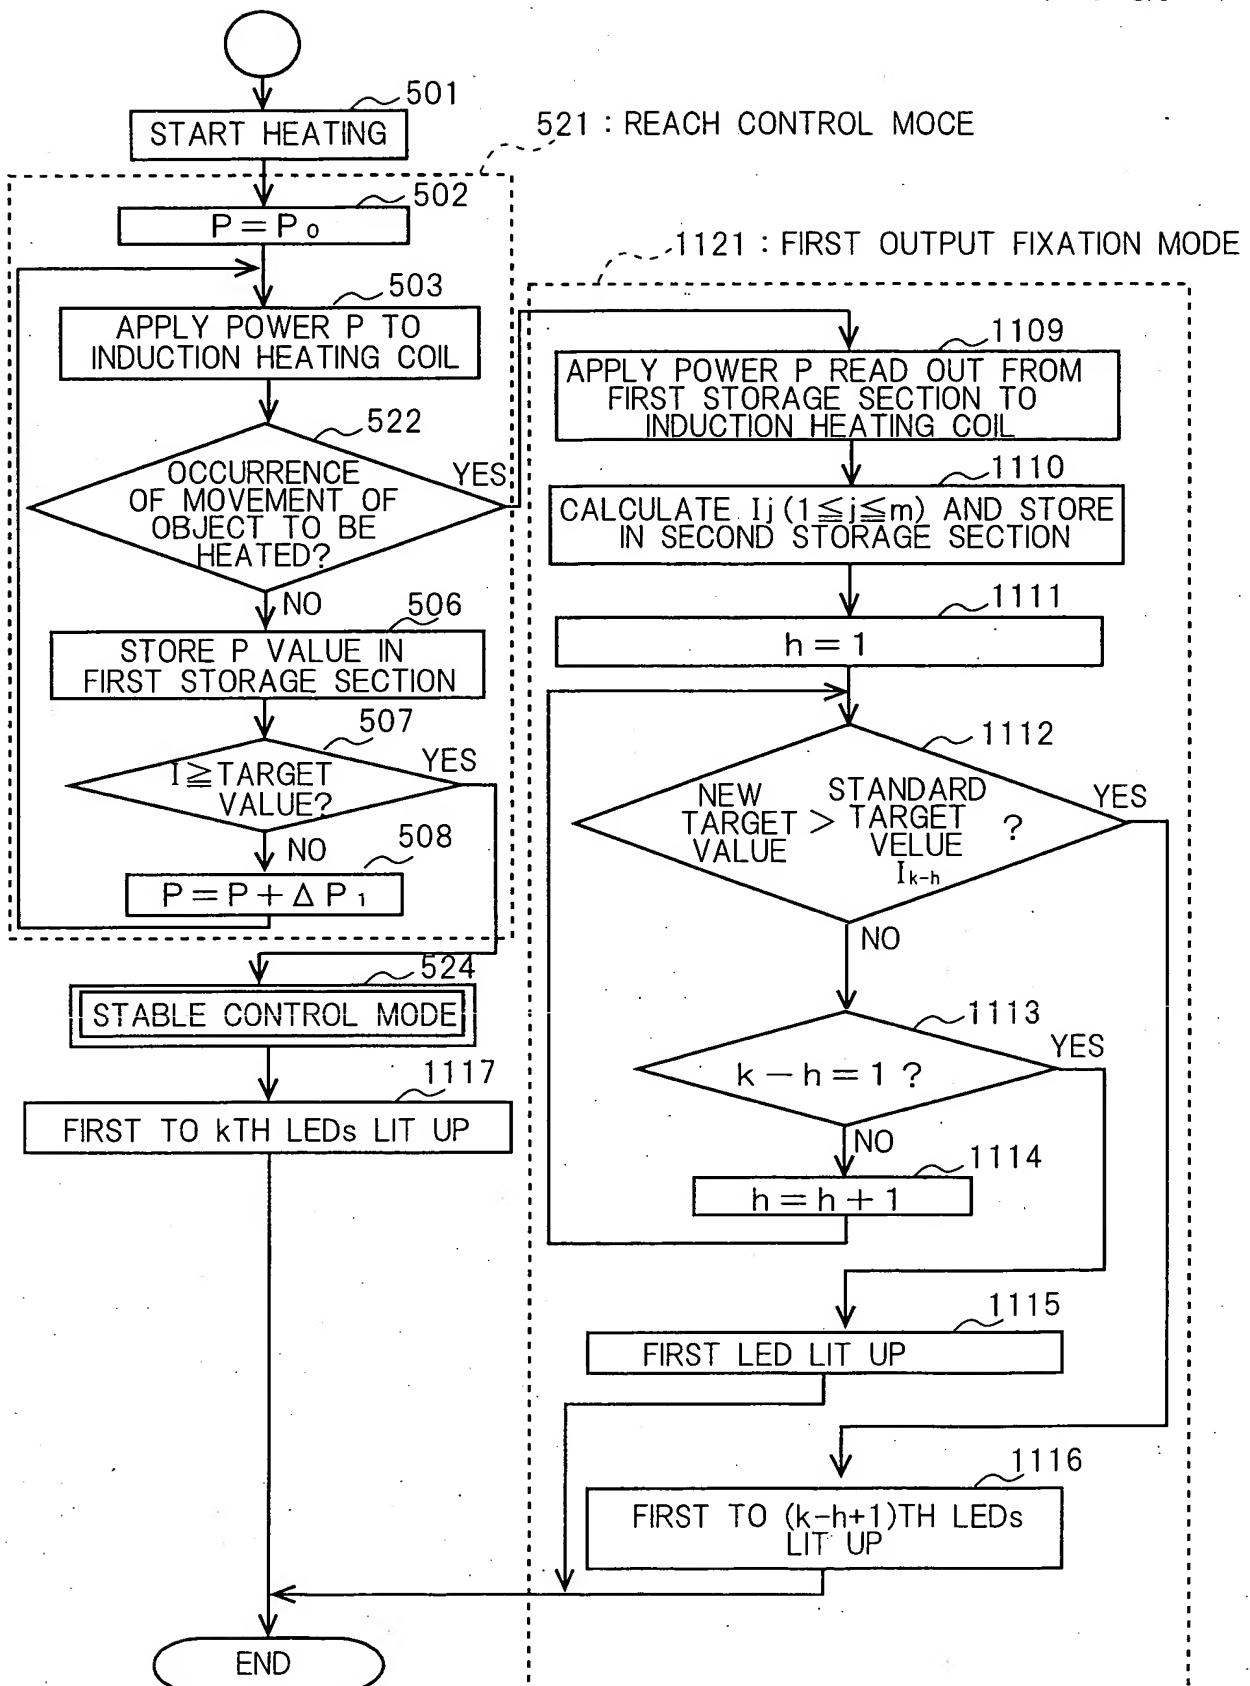 501
START HEATING
521 : REACH CONTROL MOCE
502
P = P0
1121 : FIRST OUTPUT FIXATION MODE
503
APPLY POWER P TO
INDUCTION HEATING COIL
522
OCCURRENCE
OF MOVEMENT OF
OBJECT TO BE
HEATED?
YES
NO
506
STORE P VALUE IN
FIRST STORAGE SECTION
507
I≧TARGET
VALUE?
YES
NO
508
P = P + Δ P1
524
STABLE CONTROL MODE
1117
FIRST TO kTH LEDs LIT UP
1109
APPLY POWER P READ OUT FROM
FIRST STORAGE SECTION TO
INDUCTION HEATING COIL
1110
CALCULATE Ij (1≦j≦m) AND STORE
IN SECOND STORAGE SECTION
1111
h = 1
1112
NEW
TARGET
VALUE
>
STANDARD
TARGET
VELUE
Ik-h
?
YES
NO
1113
k - h = 1 ?
YES
NO
1114
h = h + 1
1115
FIRST LED LIT UP
1116
FIRST TO (k-h+1)TH LEDs
LIT UP
END